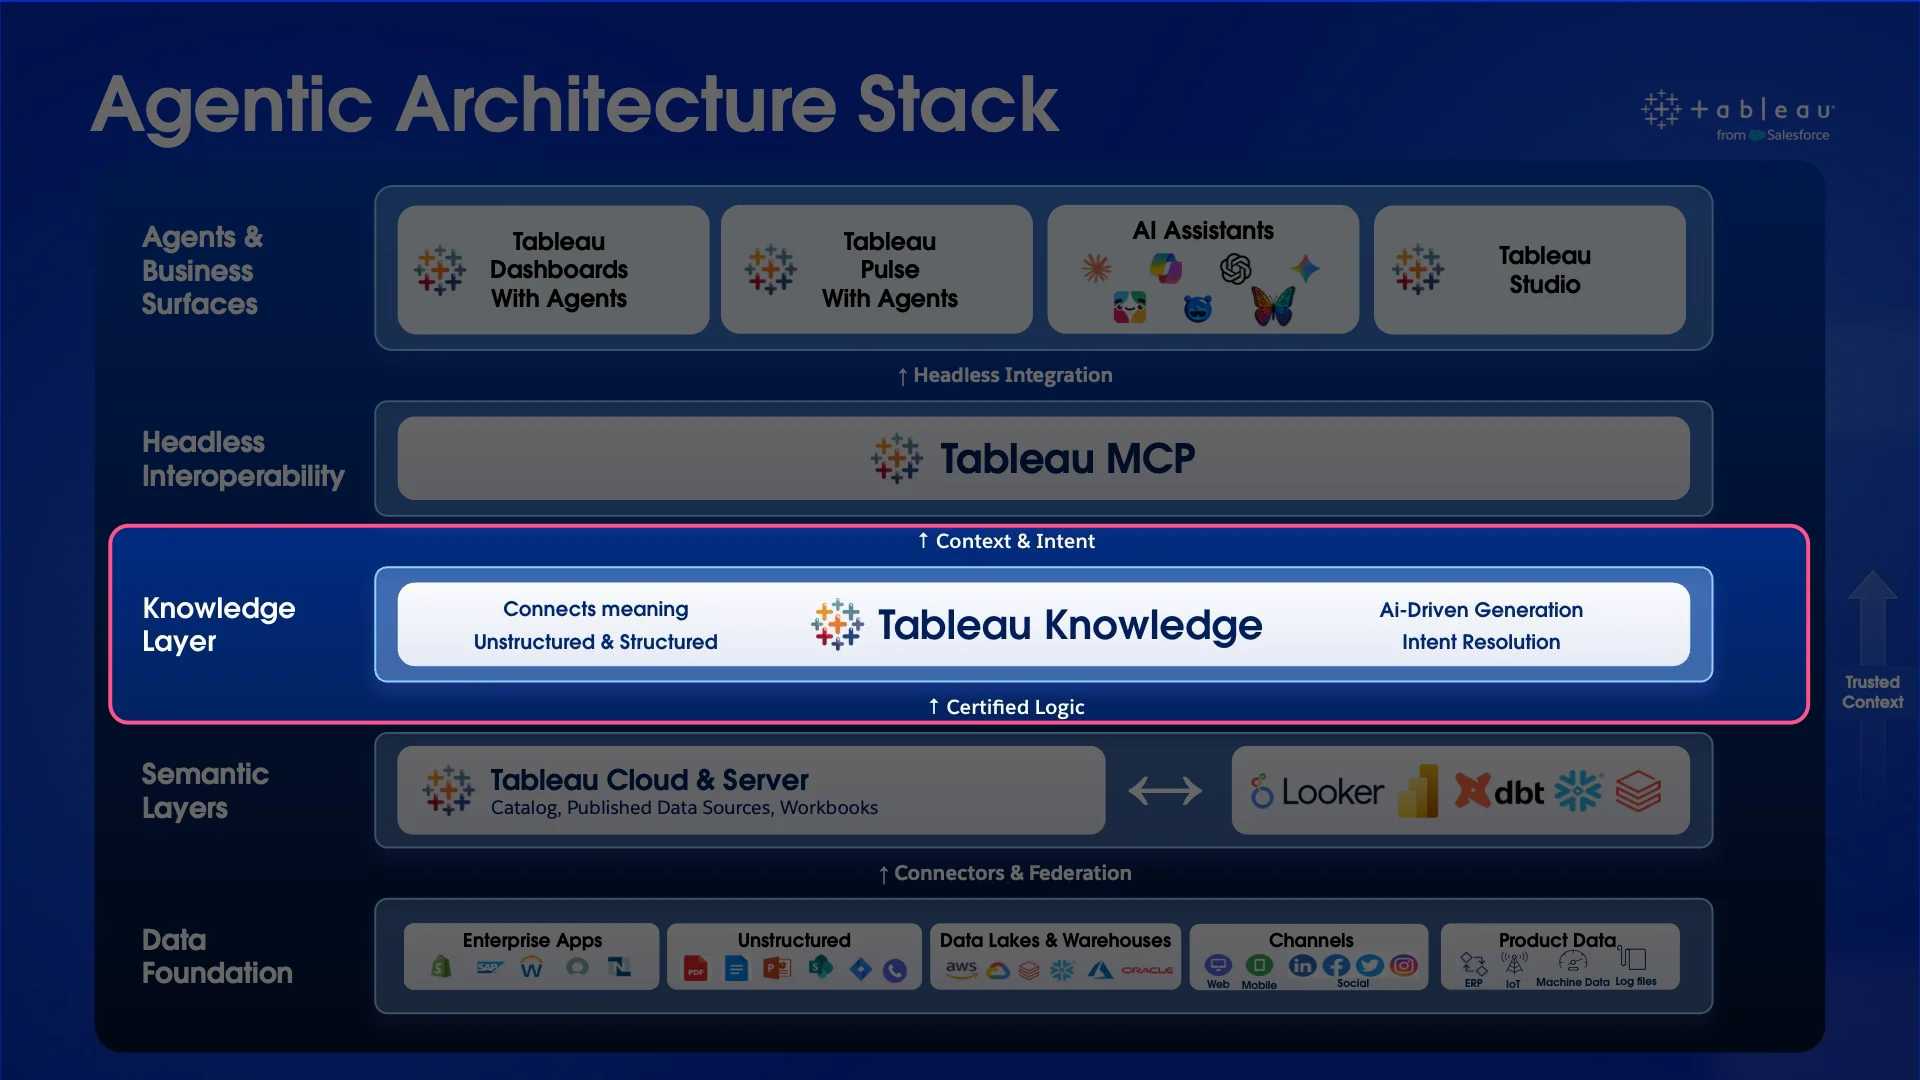 Agentic Architecture Stack
+ a b | e a u
from Salesforce
Agents &
Business
Surfaces
Tableau
Dashboards
With Agents
Tableau
Pulse
With Agents
AI Assistants
Tableau
Studio
↑ Headless Integration
Headless
Interoperability
Tableau MCP
↑ Context & Intent
Knowledge
Layer
Connects meaning
Unstructured & Structured
Tableau Knowledge
Ai-Driven Generation
Intent Resolution
↑ Certified Logic
Trusted
Context
Semantic
Layers
Tableau Cloud & Server
Catalog, Published Data Sources, Workbooks
Looker
dbt
↑ Connectors & Federation
Data
Foundation
Enterprise Apps
SAP
Unstructured
PDF
P
S
Data Lakes & Warehouses
aws
ORACLE
Channels
Web
Mobile
in
Social
Product Data
ERP
IoT
Machine Data
Log files